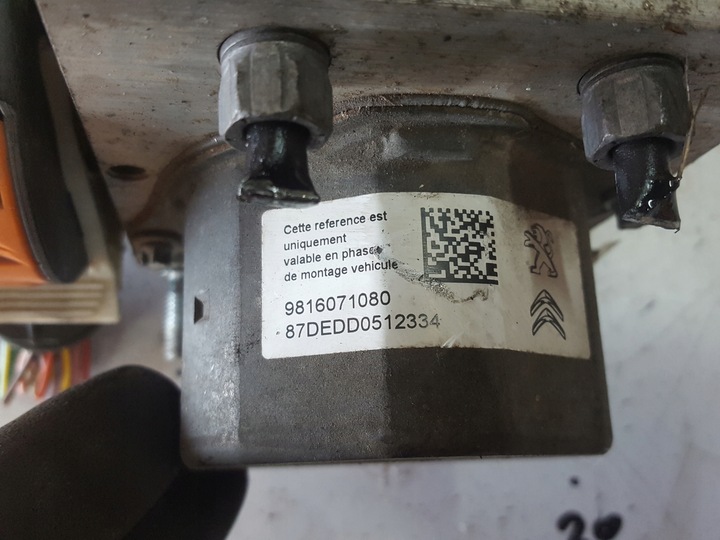 Cette reference est
uniquement
valable en phase
de montage vehicule
9816071080
87DEDD0512334